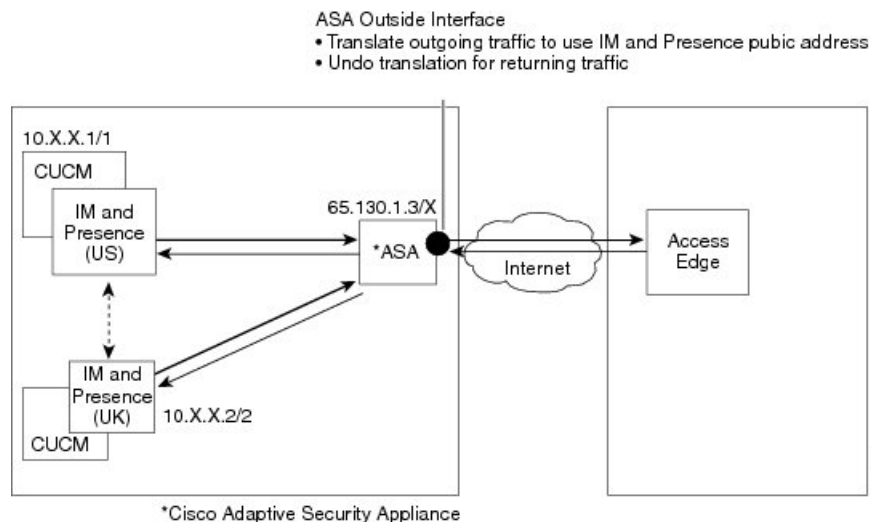 ASA Outside Interface
• Translate outgoing traffic to use IM and Presence pubic address
• Undo translation for returning traffic
10.X.X.1/1
CUCM
IM and
Presence
(US)
65.130.1.3/X
*ASA
Internet
Access
Edge
IM and
Presence
(UK)
10.X.X.2/2
CUCM
*Cisco Adaptive Security Appliance